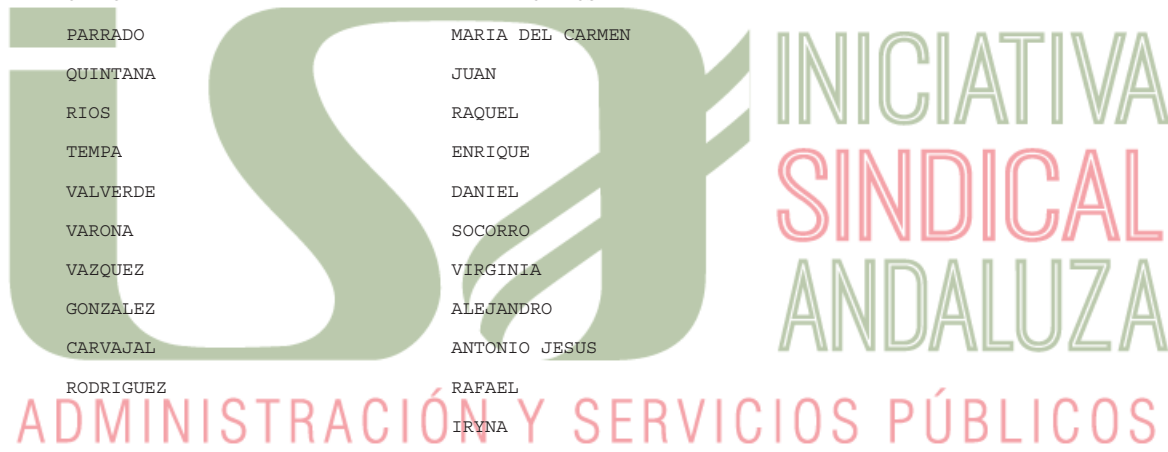 PARRADO MARIA DEL CARMEN
QUINTANA JUAN
RIOS RAQUEL
TEMPA ENRIQUE
VALVERDE DANIEL
VARONA SOCORRO
VAZQUEZ VIRGINIA
GONZALEZ ALEJANDRO
CARVAJAL ANTONIO JESUS
RODRIGUEZ RAFAEL
IRYNA
isa
INICIATIVA
SINDICAL
ANDALUZA
ADMINISTRACIÓN Y SERVICIOS PÚBLICOS